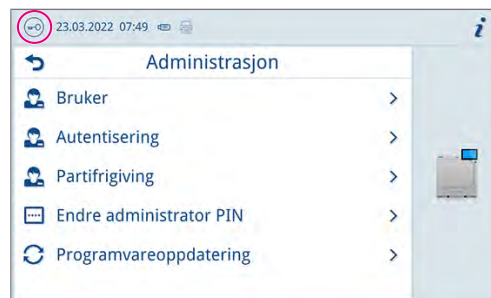 23.03.2022 07:49
i
Administrasjon
Bruker
Autentisering
Partifrigiving
Endre administrator PIN
Programvareoppdatering